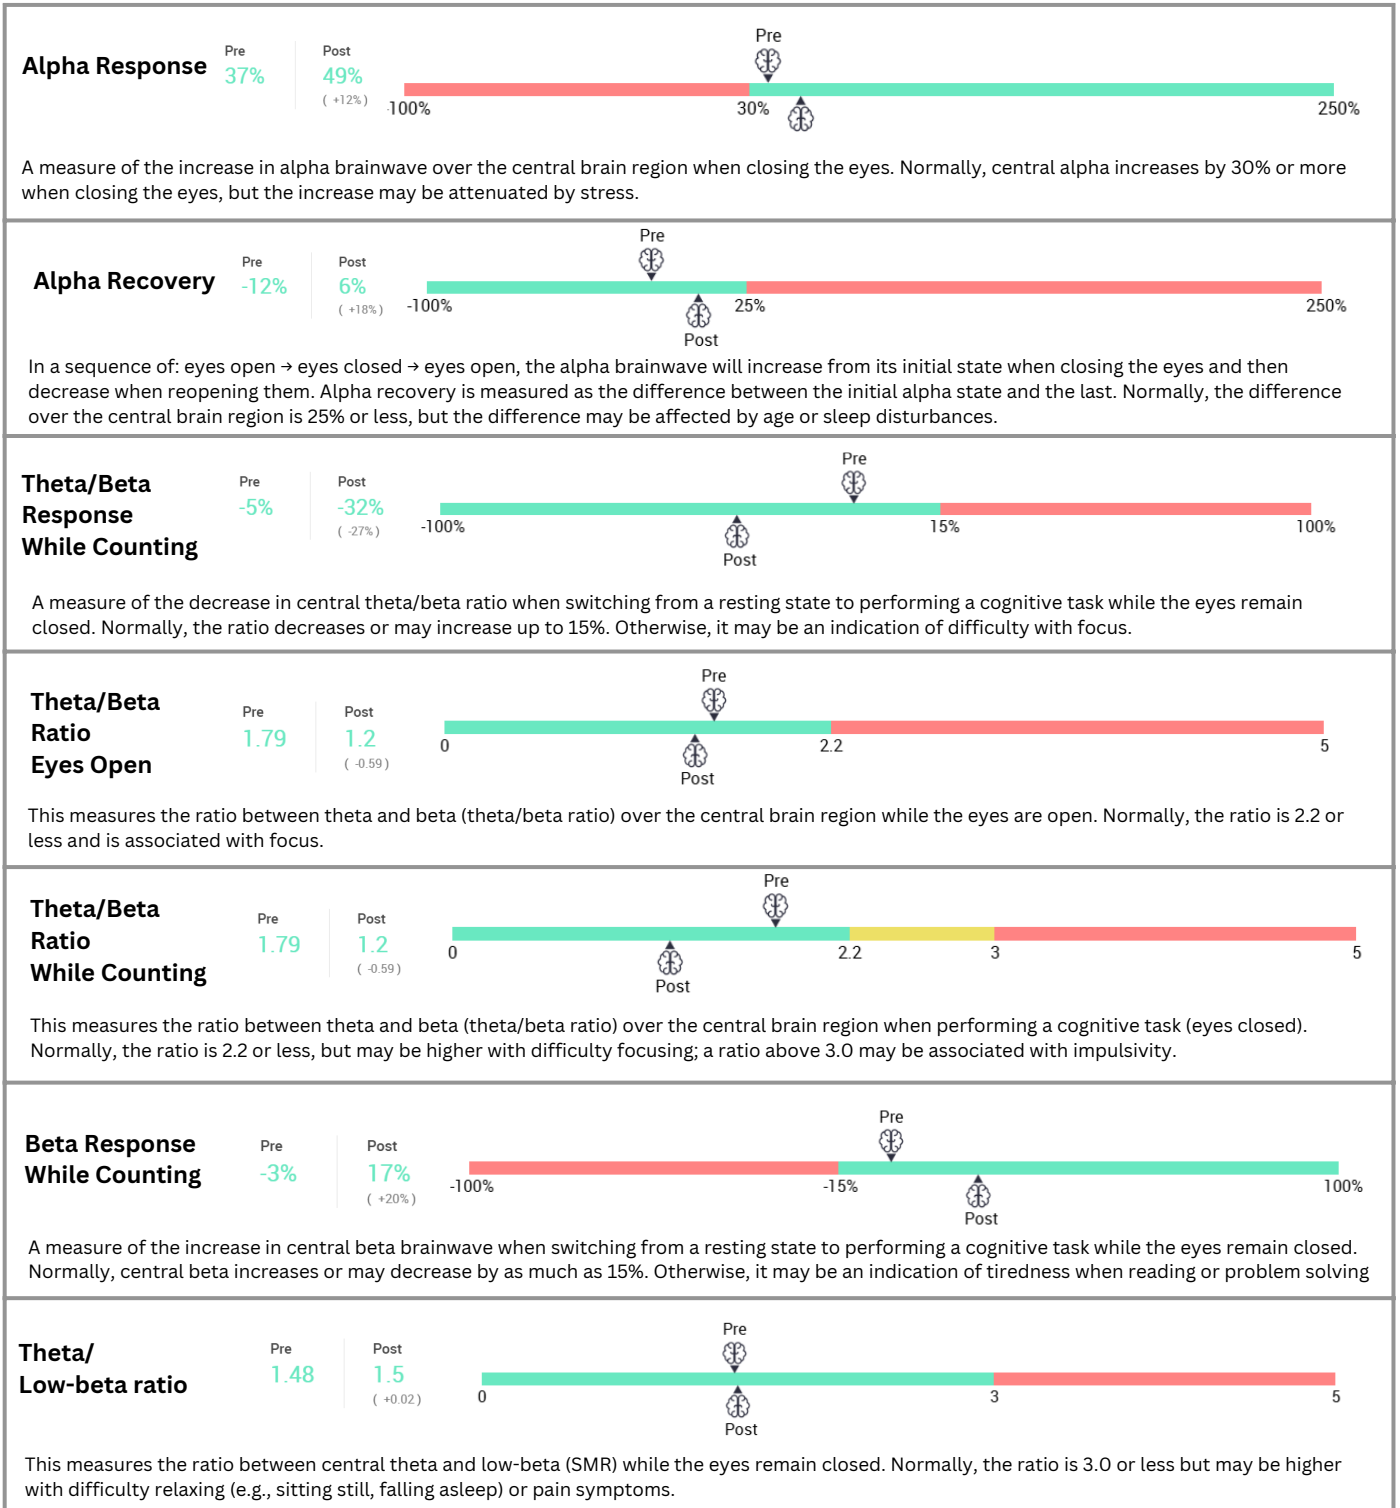 Alpha Response
Pre
37%
Post
49%
( +12% )
Pre
-100%
30%
250%
A measure of the increase in alpha brainwave over the central brain region when closing the eyes. Normally, central alpha increases by 30% or more
when closing the eyes, but the increase may be attenuated by stress.
Alpha Recovery
Pre
-12%
Post
6%
( +18% )
Pre
-100%
25%
250%
Post
In a sequence of: eyes open → eyes closed → eyes open, the alpha brainwave will increase from its initial state when closing the eyes and then
decrease when reopening them. Alpha recovery is measured as the difference between the initial alpha state and the last. Normally, the difference
over the central brain region is 25% or less, but the difference may be affected by age or sleep disturbances.
Theta/Beta
Response
While Counting
Pre
-5%
Post
-32%
( -27% )
Pre
-100%
15%
100%
Post
A measure of the decrease in central theta/beta ratio when switching from a resting state to performing a cognitive task while the eyes remain
closed. Normally, the ratio decreases or may increase up to 15%. Otherwise, it may be an indication of difficulty with focus.
Theta/Beta
Ratio
Eyes Open
Pre
1.79
Post
1.2
( -0.59 )
Pre
0
2.2
5
Post
This measures the ratio between theta and beta (theta/beta ratio) over the central brain region while the eyes are open. Normally, the ratio is 2.2 or
less and is associated with focus.
Theta/Beta
Ratio
While Counting
Pre
1.79
Post
1.2
( -0.59 )
Pre
0
2.2
3
5
Post
This measures the ratio between theta and beta (theta/beta ratio) over the central brain region when performing a cognitive task (eyes closed).
Normally, the ratio is 2.2 or less, but may be higher with difficulty focusing; a ratio above 3.0 may be associated with impulsivity.
Beta Response
While Counting
Pre
-3%
Post
17%
( +20% )
Pre
-100%
-15%
100%
Post
A measure of the increase in central beta brainwave when switching from a resting state to performing a cognitive task while the eyes remain closed.
Normally, central beta increases or may decrease by as much as 15%. Otherwise, it may be an indication of tiredness when reading or problem solving
Theta/
Low-beta ratio
Pre
1.48
Post
1.5
( +0.02 )
Pre
0
3
5
Post
This measures the ratio between central theta and low-beta (SMR) while the eyes remain closed. Normally, the ratio is 3.0 or less but may be higher
with difficulty relaxing (e.g., sitting still, falling asleep) or pain symptoms.